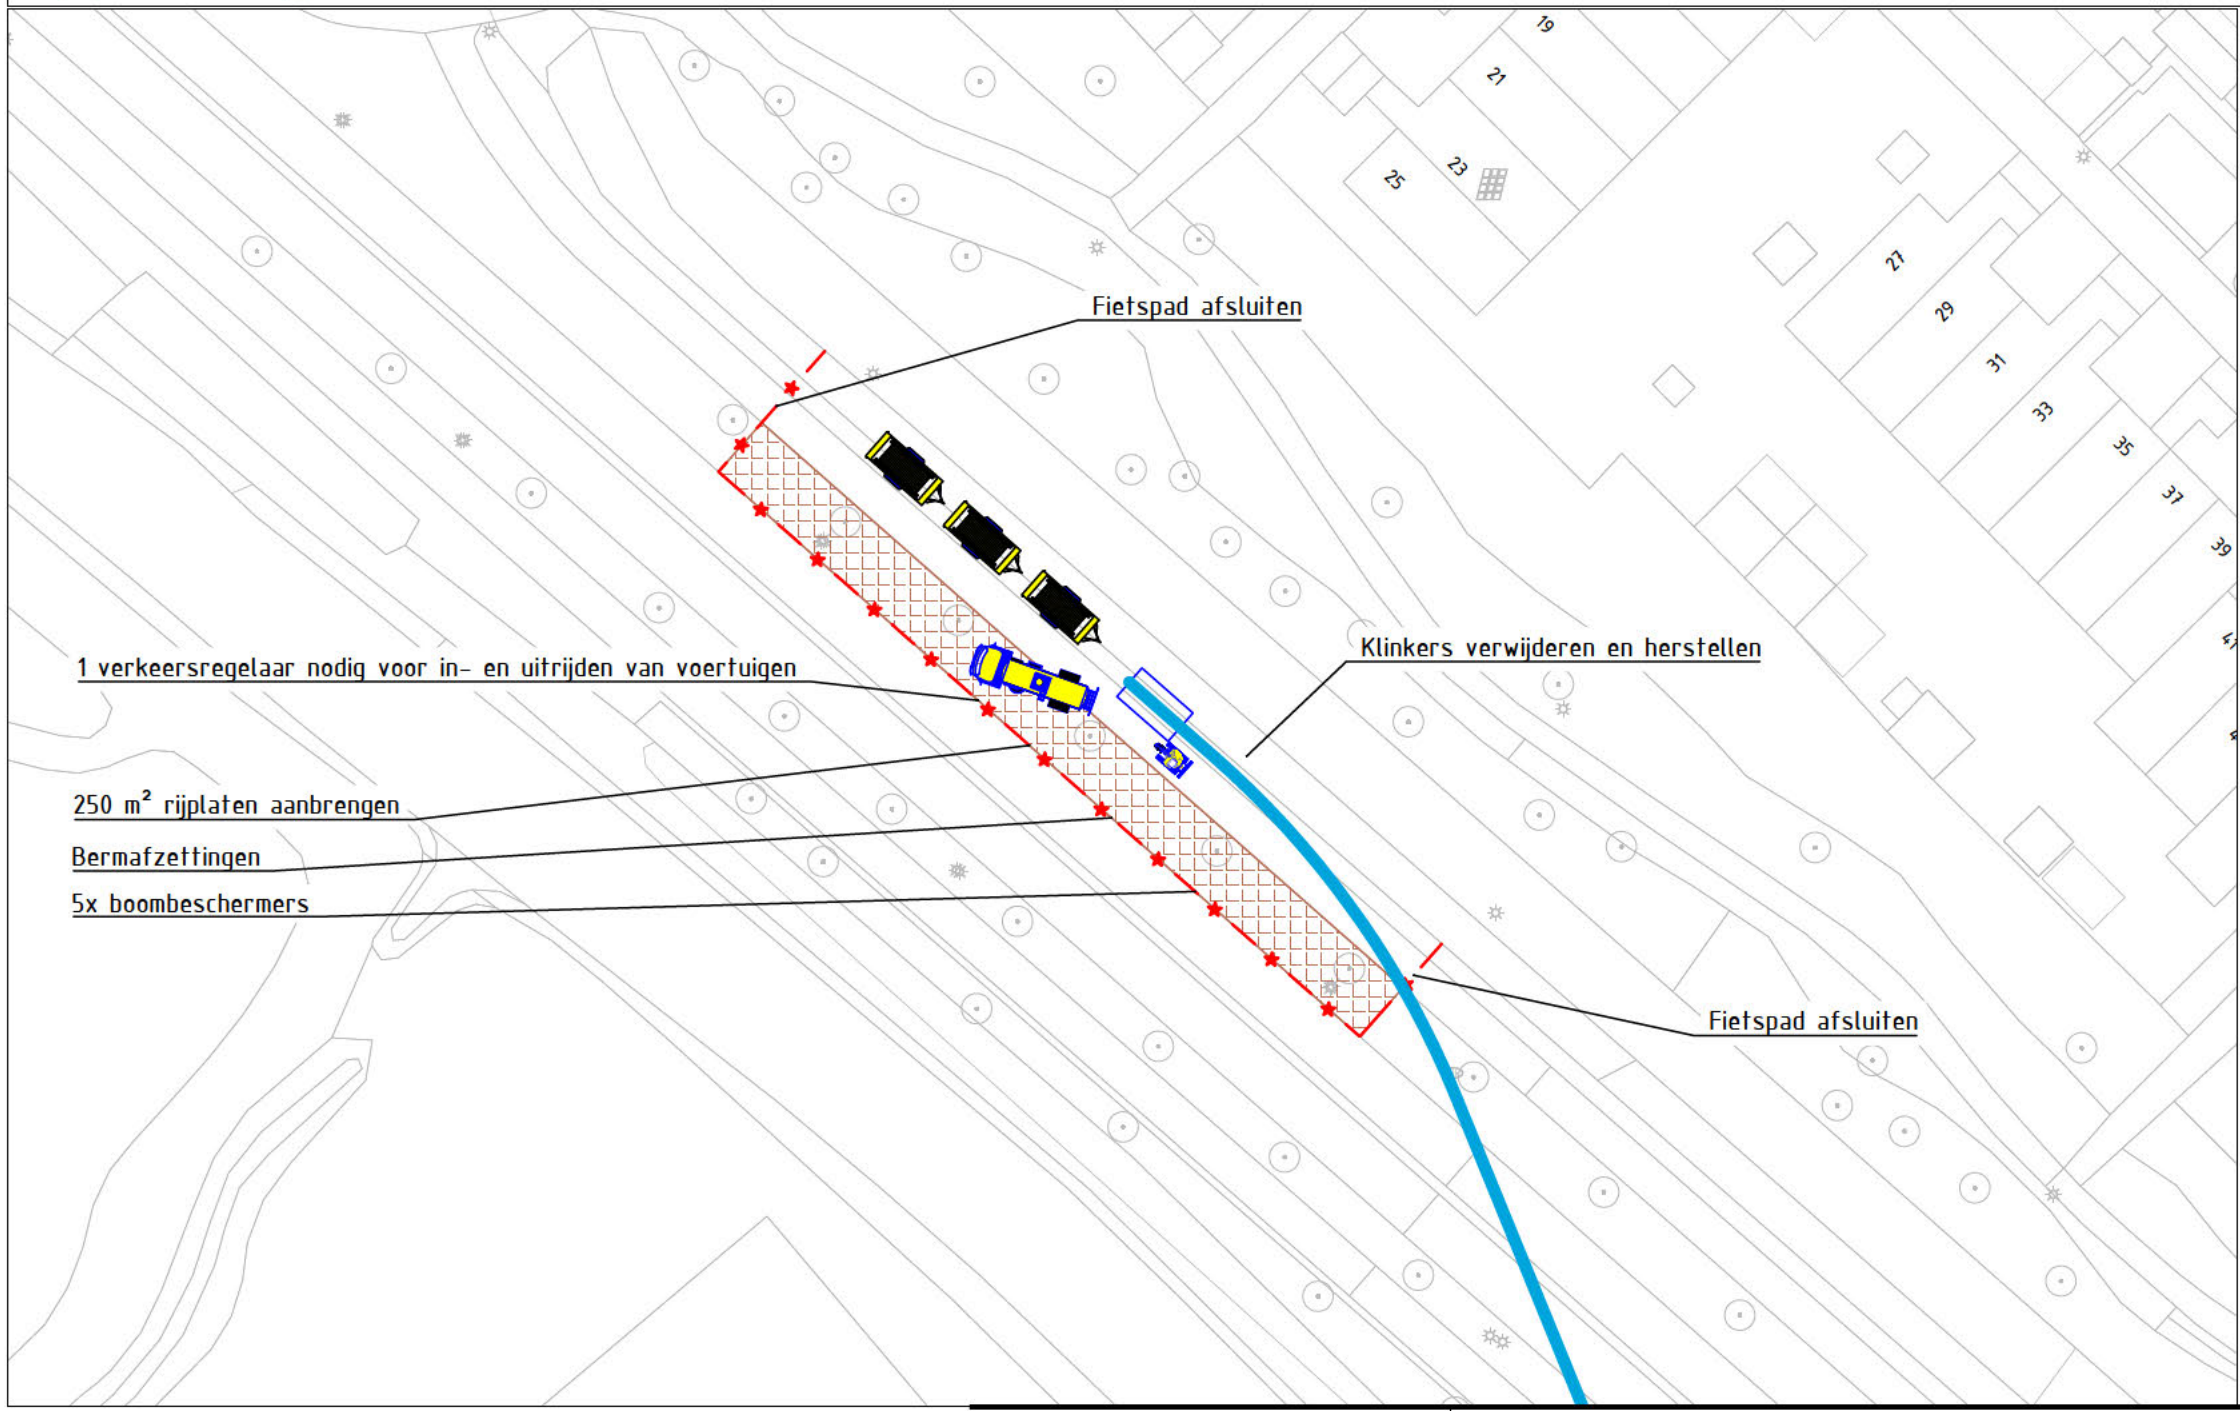 19
21
23
25
27
29
31
33
35
37
39
Fietspad afsluiten
Klinkers verwijderen en herstellen
1 verkeersregelaar nodig voor in- en uitrijden van voertuigen
250 m² rijplaten aanbrengen
Bermafzettingen
5x boombeschermers
Fietspad afsluiten